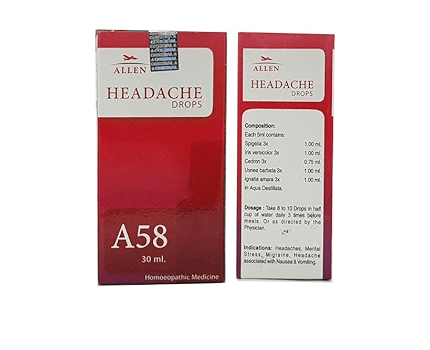 ALLEN
HEADACHE
DROPS
A58
30 ml.
Homoeopathic Medicine
ALLEN
HEADACHE
DROPS
Composition:
Each 5ml contains:
Spigelia 3x 1.00 ml.
Iris versicolor 3x 1.00 ml.
Cedron 3x 0.75 ml.
Usnea barbata 3x 1.00 ml.
Ignatia amara 3x 1.00 ml.
In Aqua Destillata.
Dosage : Take 8 to 10 Drops in half
cup of water daily 3 times before
meals. Or as directed by the
Physician.
Indications: Headaches, Mental
Stress, Migraine, Headache
associated with Nausea & Vomiting.